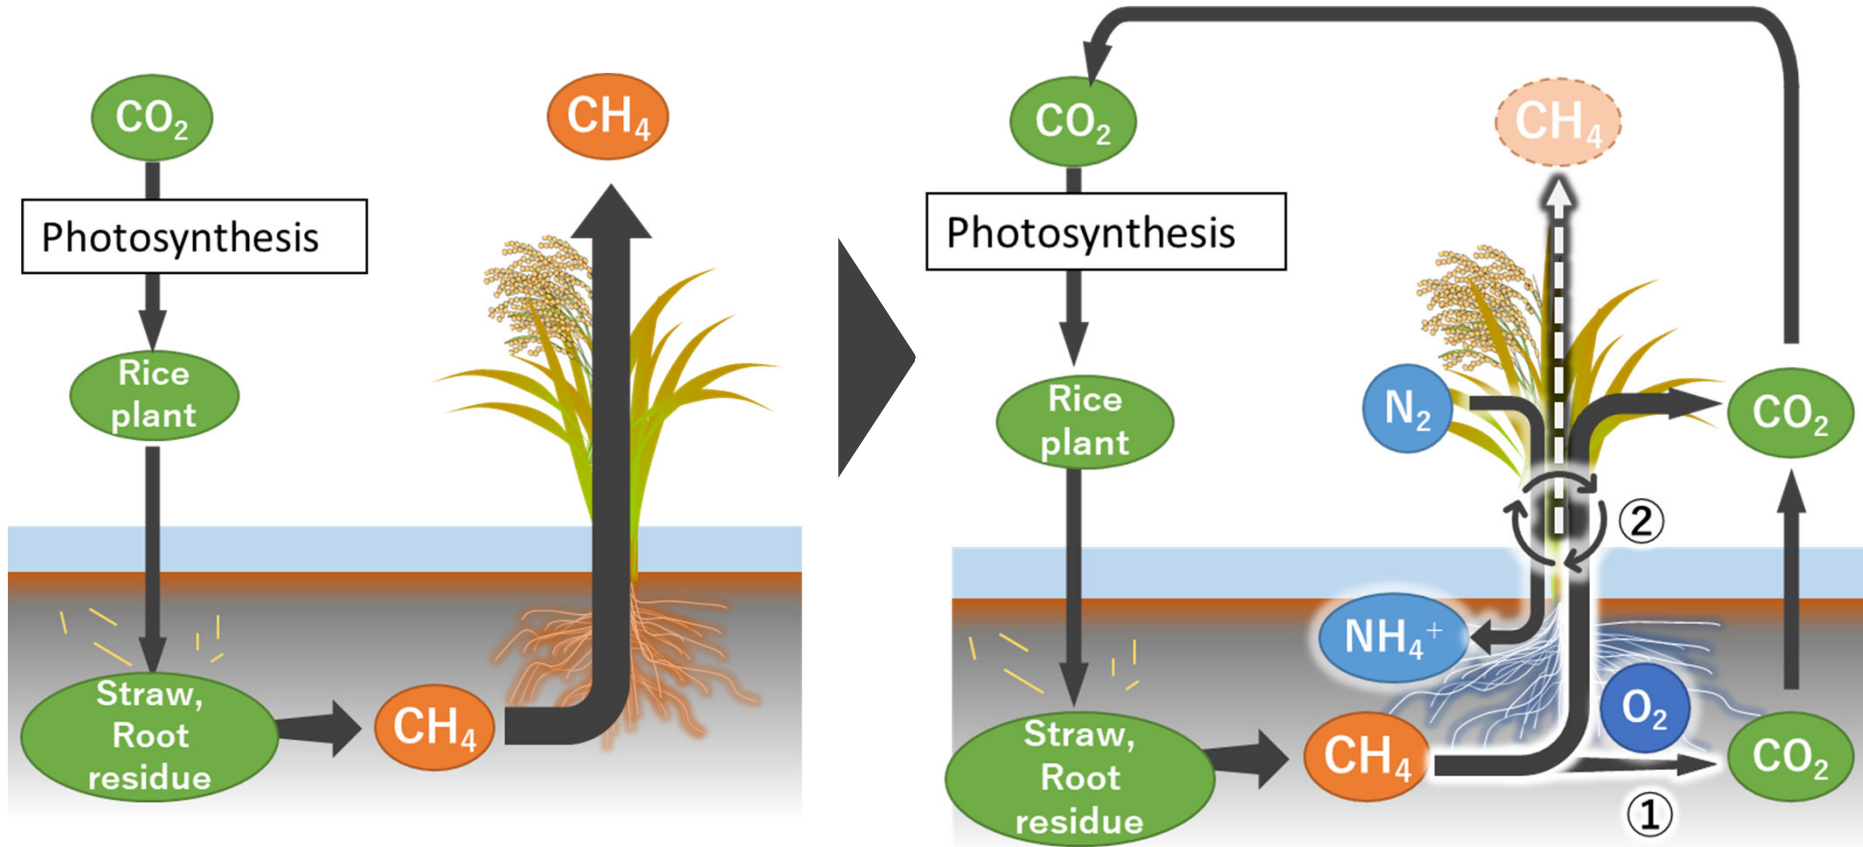 CO₂
CH₄
Photosynthesis
Rice
plant
Straw,
Root
residue
CH₄
CO₂
CH₄
Photosynthesis
N₂
CO₂
Rice
plant
②
NH₄⁺
O₂
Straw,
Root
residue
CH₄
CO₂
①